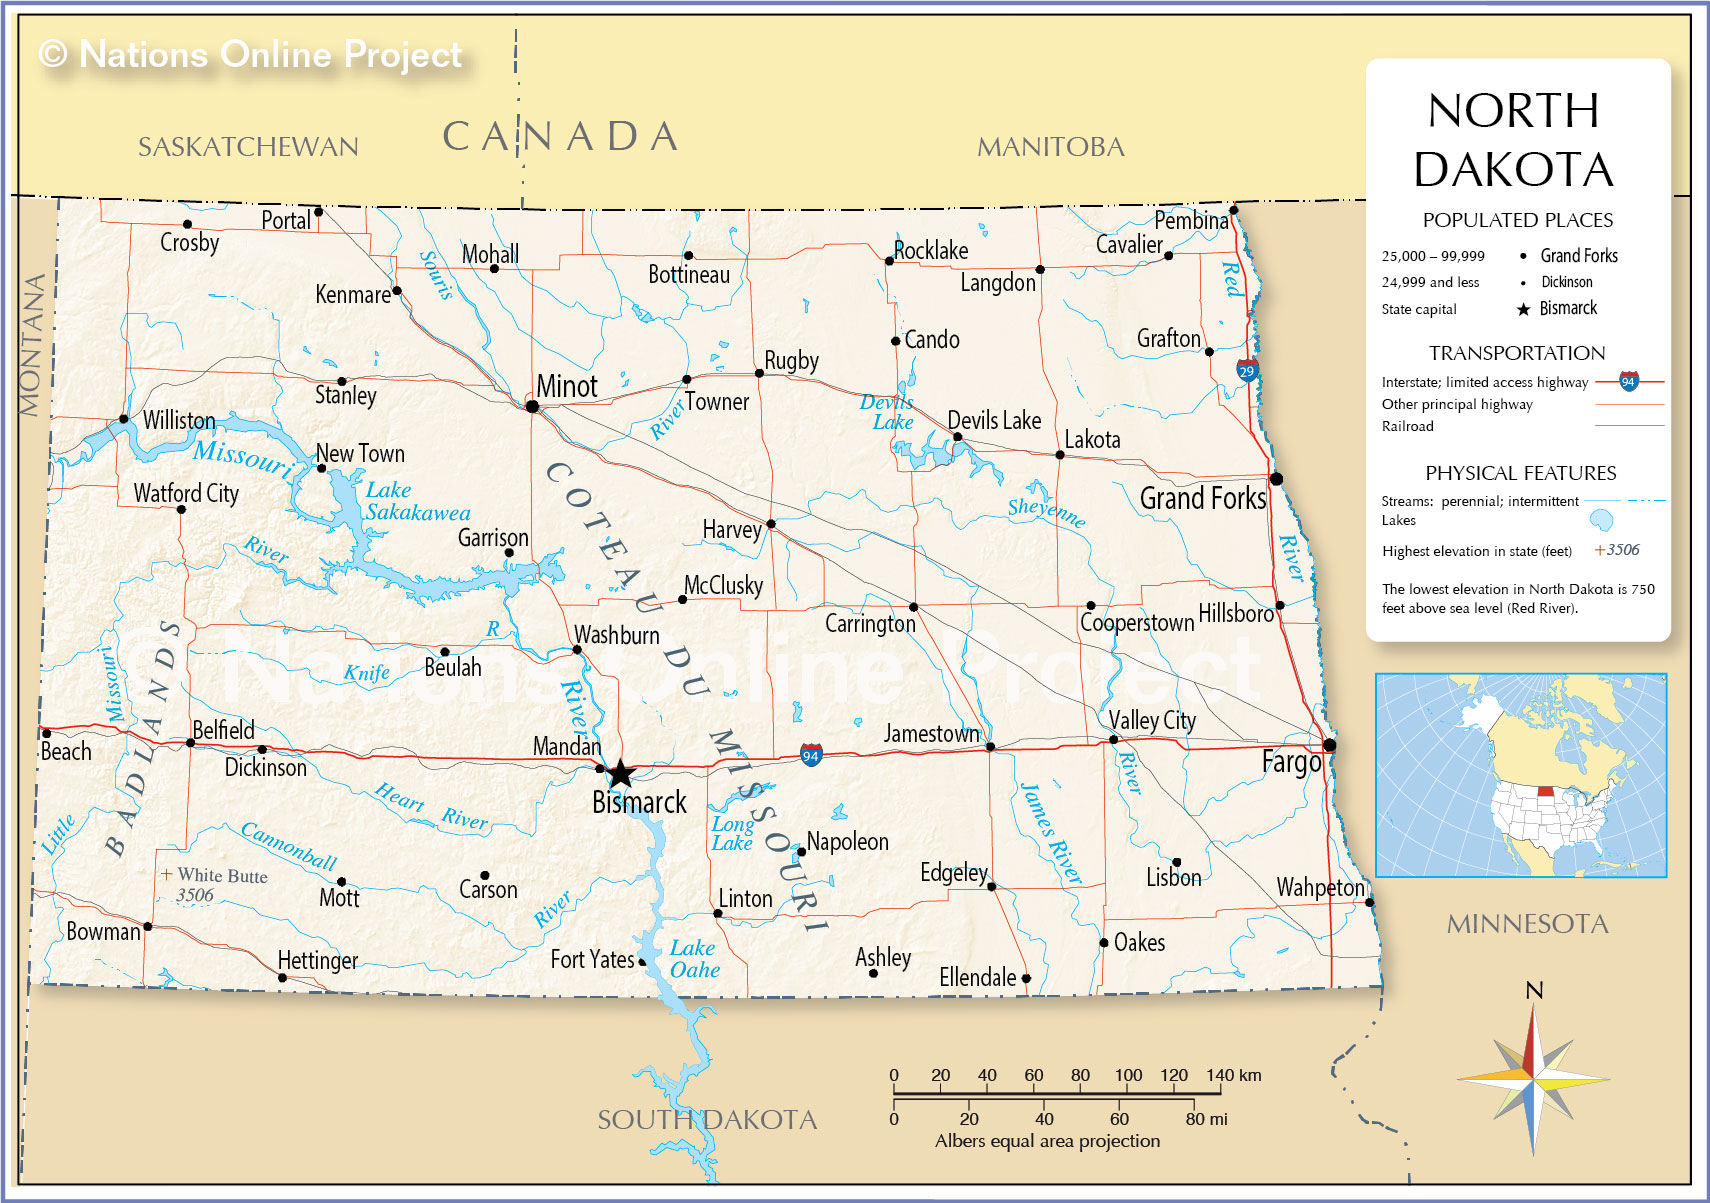 © Nations Online Project
SASKATCHEWAN
CANADA
MANITOBA
MONTANA
NORTH
DAKOTA
POPULATED PLACES
25,000 – 99,999
Grand Forks
24,999 and less
Dickinson
State capital
Bismarck
TRANSPORTATION
Interstate; limited access highway
94
Other principal highway
Railroad
PHYSICAL FEATURES
Streams: perennial; intermittent
Lakes
Highest elevation in state (feet)
+3506
The lowest elevation in North Dakota is 750
feet above sea level (Red River).
Crosby
Portal
Mohall
Bottineau
Rocklake
Langdon
Cavalier
Pembina
Kenmare
Souris
Red
Cando
Grafton
29
Rugby
Stanley
Minot
Towner
River
Devils
Lake
Devils Lake
Lakota
Williston
Missouri
New Town
Watford City
Lake
Sakakawea
Grand Forks
Sheyenne
Harvey
Garrison
River
River
McClusky
Carrington
Cooperstown
Hillsboro
R
Washburn
Knife
Beulah
River
Missouri
BADLANDS
COTEAU DU MISSOURI
Nations Online Project
Beach
Belfield
Dickinson
Mandan
Bismarck
94
Jamestown
Valley City
Fargo
River
James River
Heart River
Little
Cannonball
Long
Lake
Napoleon
+ White Butte
3506
Mott
Carson
River
Edgeley
Lisbon
Wahpeton
Linton
Bowman
Hettinger
Fort Yates
Lake
Oahe
Ashley
Ellendale
Oakes
MINNESOTA
N
SOUTH DAKOTA
0 20 40 60 80 100 120 140 km
0 20 40 60 80 mi
Albers equal area projection